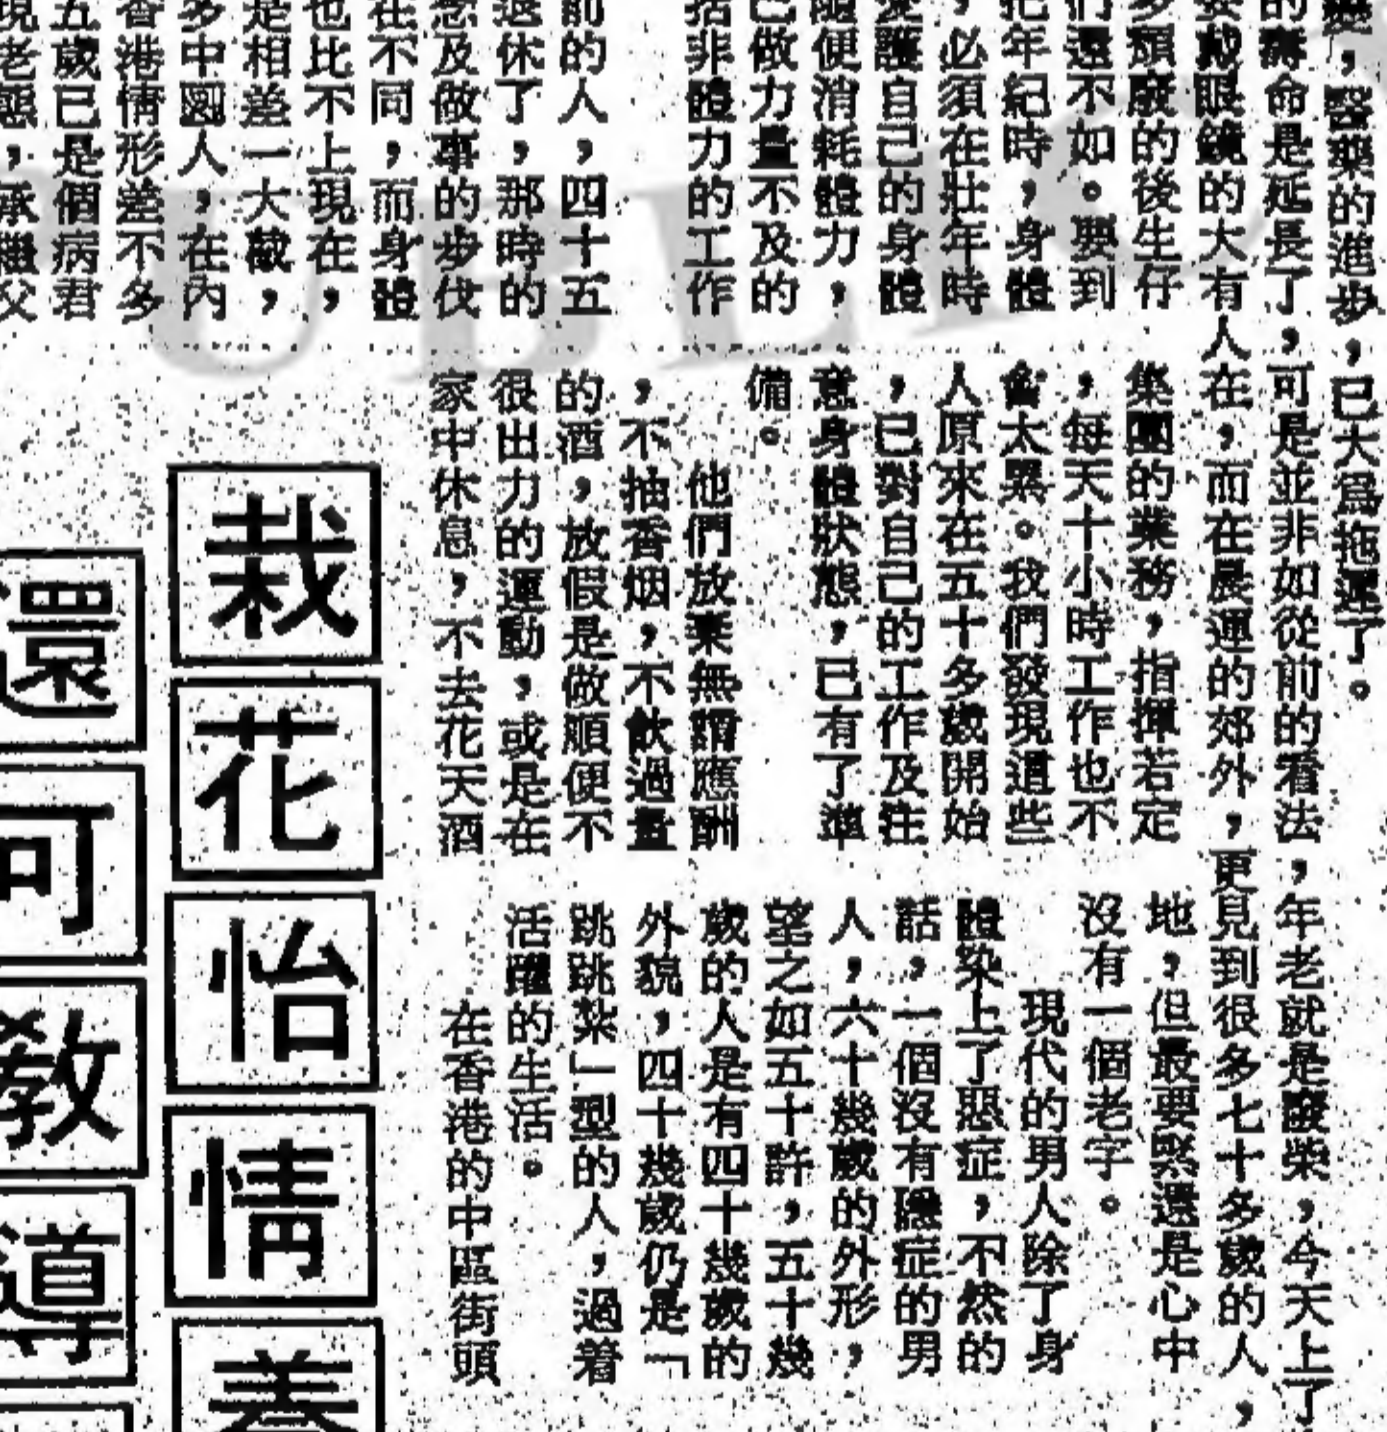 ，醫藥的進步，已大為拖遲了。
的壽命是延長了，可是並非如從前的看法，年老就是廢柴，今天上了
要戴眼鏡的大有人在，而在晨運的郊外，更見到很多七十多歲的人，
多頹廢的後生仔
們還不如。要到
把年紀時，身體
，必須在壯年時
愛護自己的身體
隨便消耗體力，
已做力量不及的
括非體力的工作
前的人，四十五
退休了，那時的
想及做事的步伐
在不同，而身體
也比不上現在，
是相差一大截，
多中國人，在內
香港情形差不多
五歲已是個病君
現老態，承繼父
集團的業務，指揮若定
，每天十小時工作也不
會太累。我們發現這些
人原來在五十多歲開始
，已對自己的工作及注
意身體狀態，已有了準
備。
他們放棄無謂應酬
，不抽香烟，不飲過量
的酒，放假是做順便不
很出力的運動，或是在
家中休息，不去花天酒
地，但最要緊還是心中
沒有一個老字。
現代的男人除了身
體染上了惡症，不然的
話，一個沒有隱症的男
人，六十幾歲的外形，
望之如五十許，五十幾
歲的人是有四十幾歲的
外貌，四十幾歲仍是「
跳跳紮」型的人，過着
活躍的生活。
在香港的中區街頭
栽花怡情養
還可教導
PUBLIC